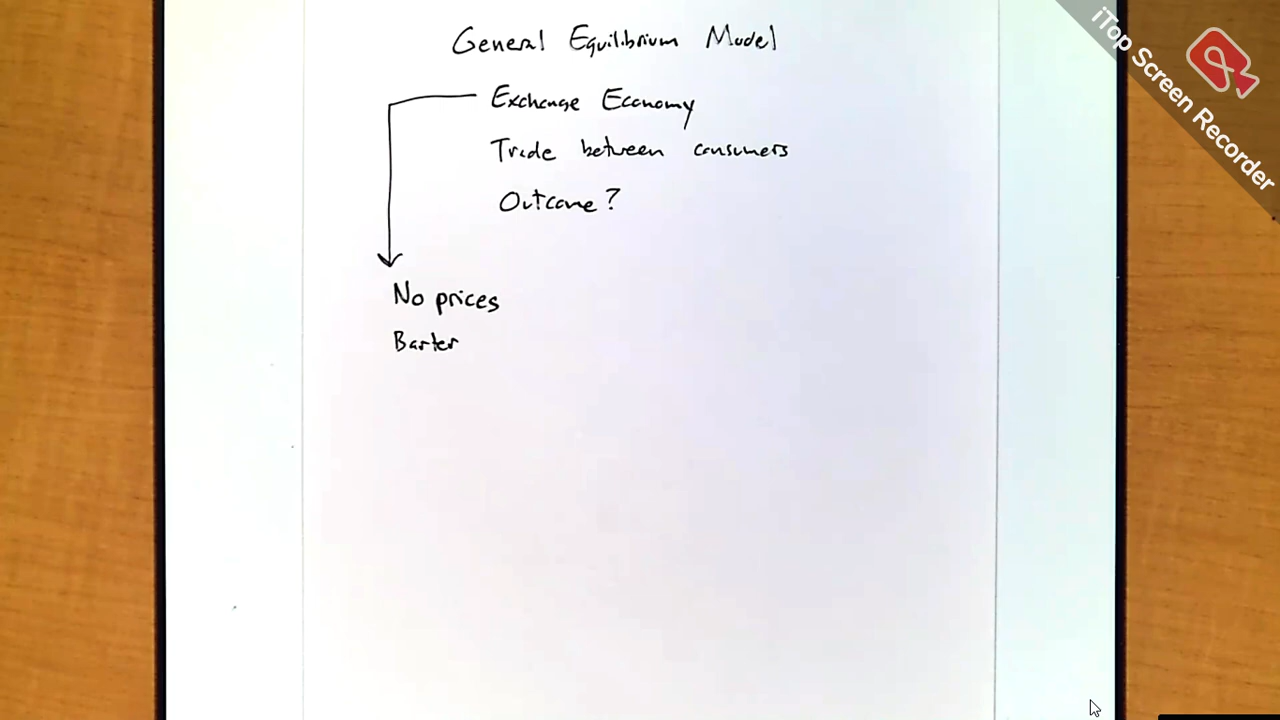 General Equilibrium Model
Exchange Economy
Trade between consumers
Outcome?
No prices
Barter
iTop Screen Recorder